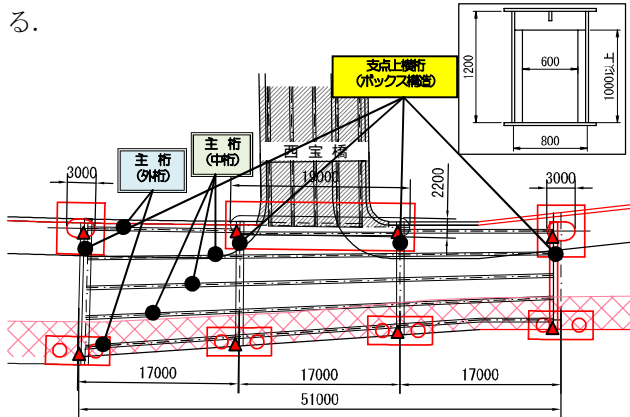 る.
支点上横桁
(ボックス構造)
1200
600
1000以上
800
主 桁
(中桁)
主 桁
(外桁)
西宝橋
3000
19000
2200
3000
17000
17000
17000
51000